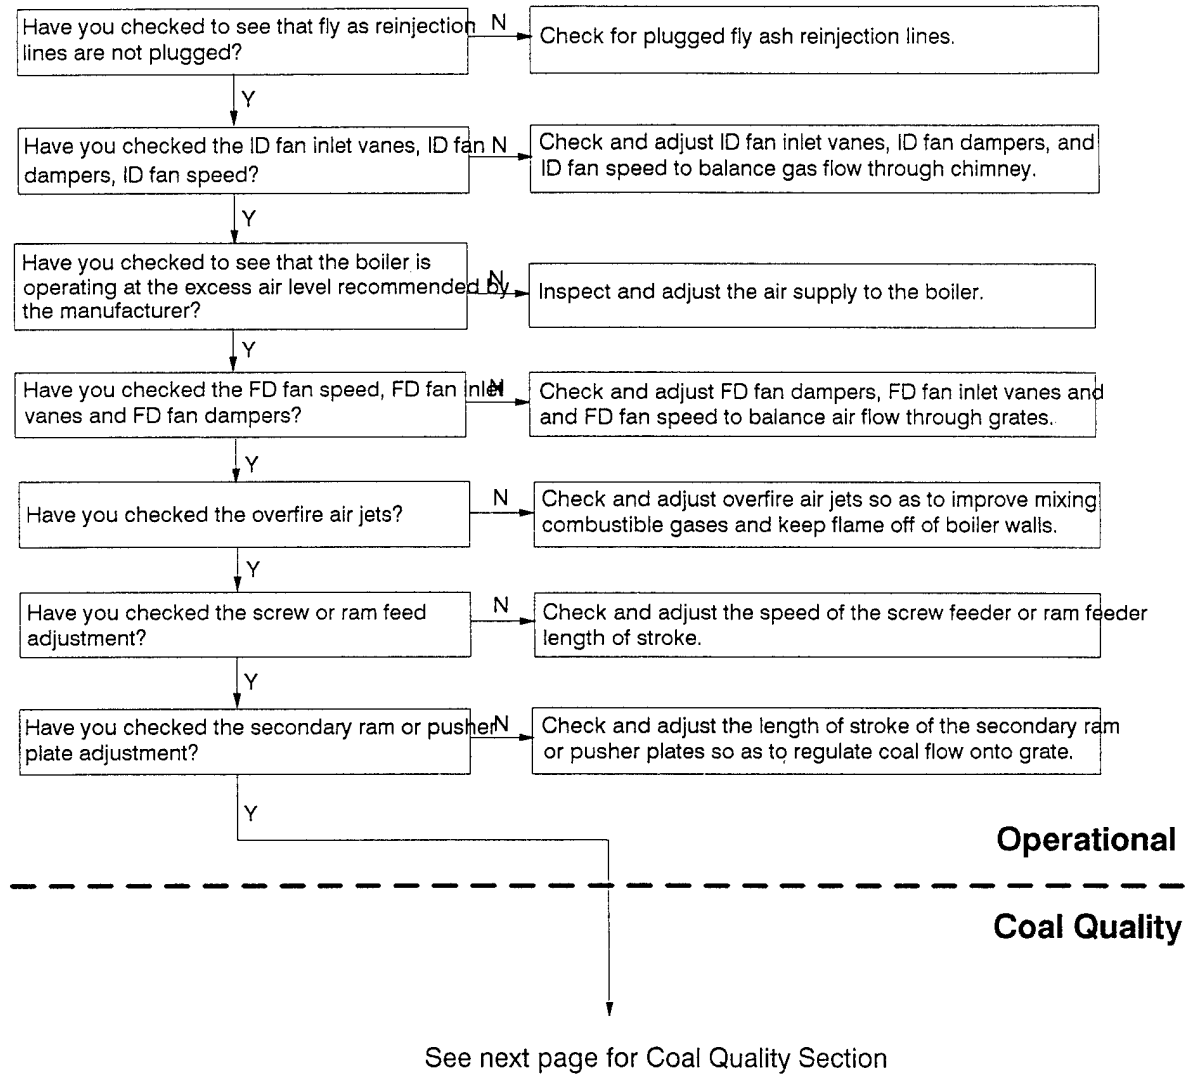 Have you checked to see that fly as reinjection
lines are not plugged?
N
Check for plugged fly ash reinjection lines.
Y
Have you checked the ID fan inlet vanes, ID fan
dampers, ID fan speed?
N
Check and adjust ID fan inlet vanes, ID fan dampers, and
ID fan speed to balance gas flow through chimney.
Y
Have you checked to see that the boiler is
operating at the excess air level recommended by
the manufacturer?
N
Inspect and adjust the air supply to the boiler.
Y
Have you checked the FD fan speed, FD fan inlet
vanes and FD fan dampers?
N
Check and adjust FD fan dampers, FD fan inlet vanes and
and FD fan speed to balance air flow through grates.
Y
Have you checked the overfire air jets?
N
Check and adjust overfire air jets so as to improve mixing
combustible gases and keep flame off of boiler walls.
Y
Have you checked the screw or ram feed
adjustment?
N
Check and adjust the speed of the screw feeder or ram feeder
length of stroke.
Y
Have you checked the secondary ram or pusher
plate adjustment?
N
Check and adjust the length of stroke of the secondary ram
or pusher plates so as to regulate coal flow onto grate.
Y
Operational
Coal Quality
See next page for Coal Quality Section